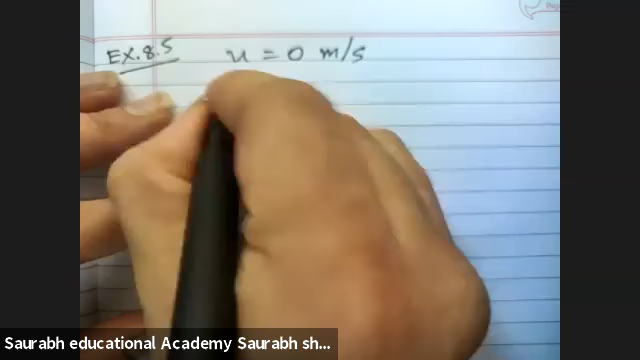 Ex. 8.5 u = 0 m/s
Saurabh educational Academy Saurabh sh...